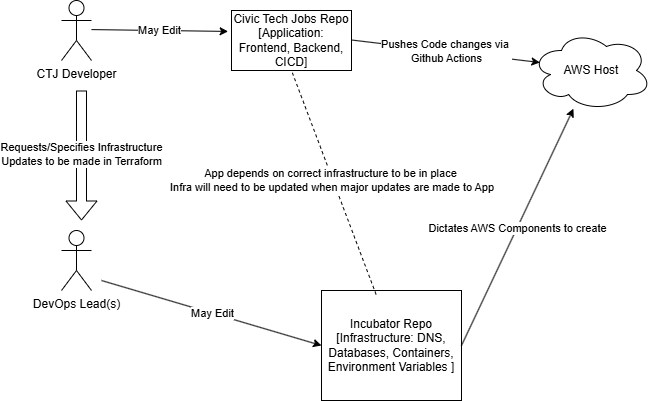 Civic Tech Jobs Repo
[Application:
Frontend, Backend,
CICD]
May Edit
Pushes Code changes via
Github Actions
AWS Host
CTJ Developer
Requests/Specifies Infrastructure
Updates to be made in Terraform
App depends on correct infrastructure to be in place
Infra will need to be updated when major updates are made to App
Dictates AWS Components to create
DevOps Lead(s)
May Edit
Incubator Repo
[Infrastructure: DNS,
Databases, Containers,
Environment Variables ]